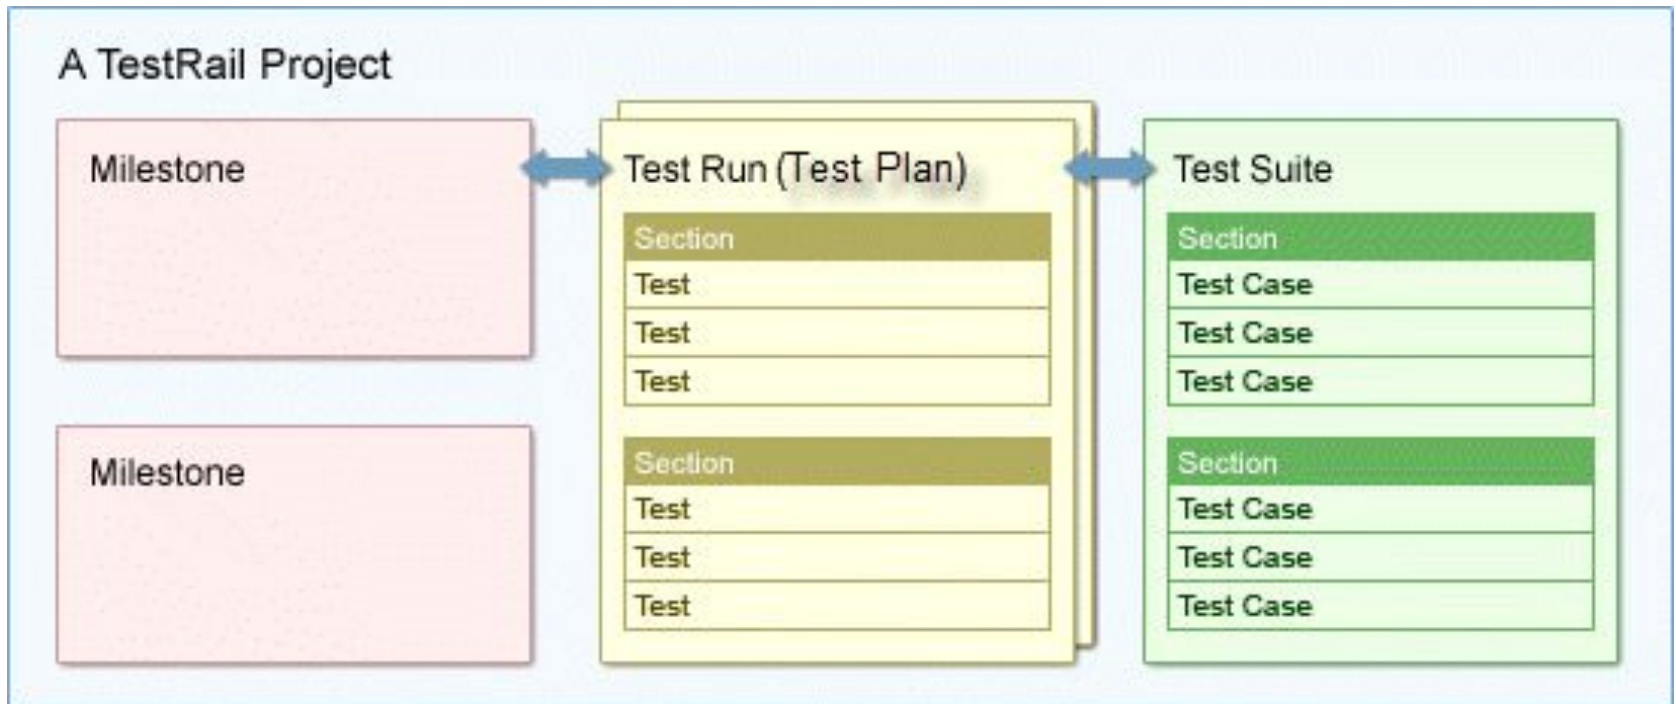 A TestRail Project
Milestone
Milestone
Test Run (Test Plan)
Section
Test
Test
Test
Section
Test
Test
Test
Test Suite
Section
Test Case
Test Case
Test Case
Section
Test Case
Test Case
Test Case